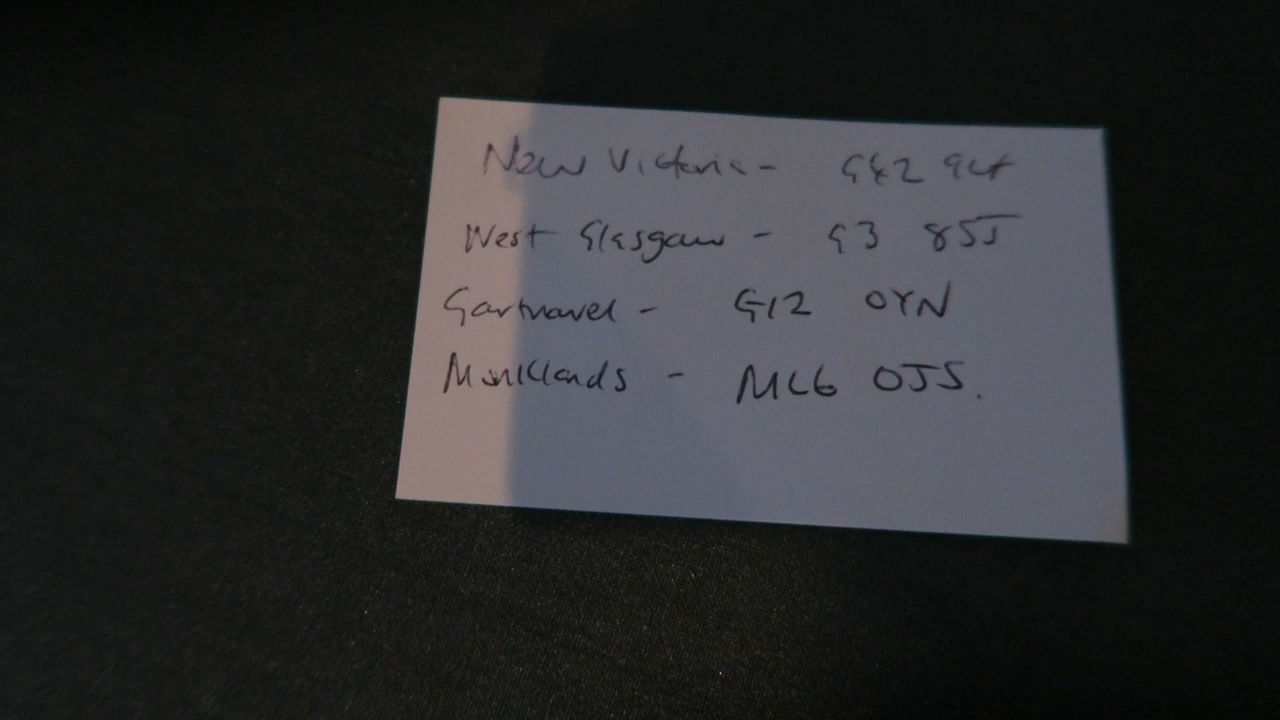 New Victoria - G42 9LF
West Glasgow - G3 8SJ
Gartnavel - G12 0YN
Monklands - ML6 0JS.